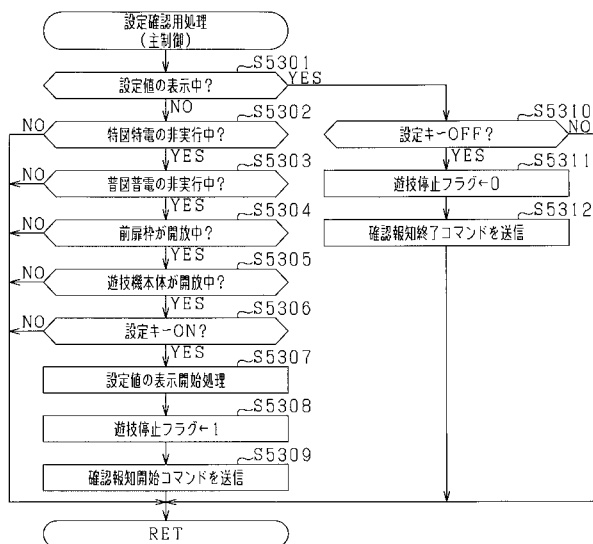 設定確認用処理
(主制御)
S5301
設定値の表示中?
YES
NO
S5302
特図特電の非実行中?
NO
YES
S5303
普図普電の非実行中?
NO
YES
S5304
前扉枠が開放中?
NO
YES
S5305
遊技機本体が開放中?
NO
YES
S5306
設定キーON?
NO
YES
S5307
設定値の表示開始処理
S5308
遊技停止フラグ←1
S5309
確認報知開始コマンドを送信
S5310
設定キーOFF?
NO
YES
S5311
遊技停止フラグ←0
S5312
確認報知終了コマンドを送信
RET